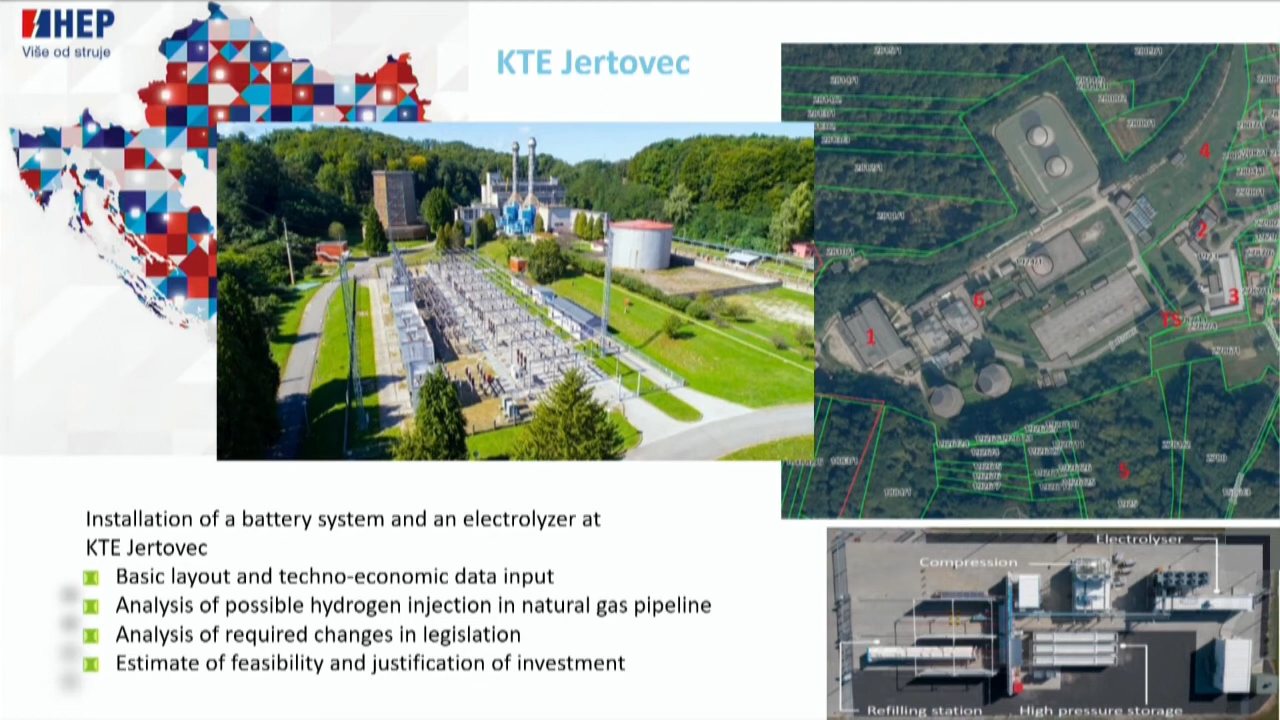 HEP
Više od struje
KTE Jertovec
4
2
3
TS
6
1
5
Installation of a battery system and an electrolyzer at
KTE Jertovec
Basic layout and techno-economic data input
Analysis of possible hydrogen injection in natural gas pipeline
Analysis of required changes in legislation
Estimate of feasibility and justification of investment
Electrolyser
Compression
Refilling station
High pressure storage